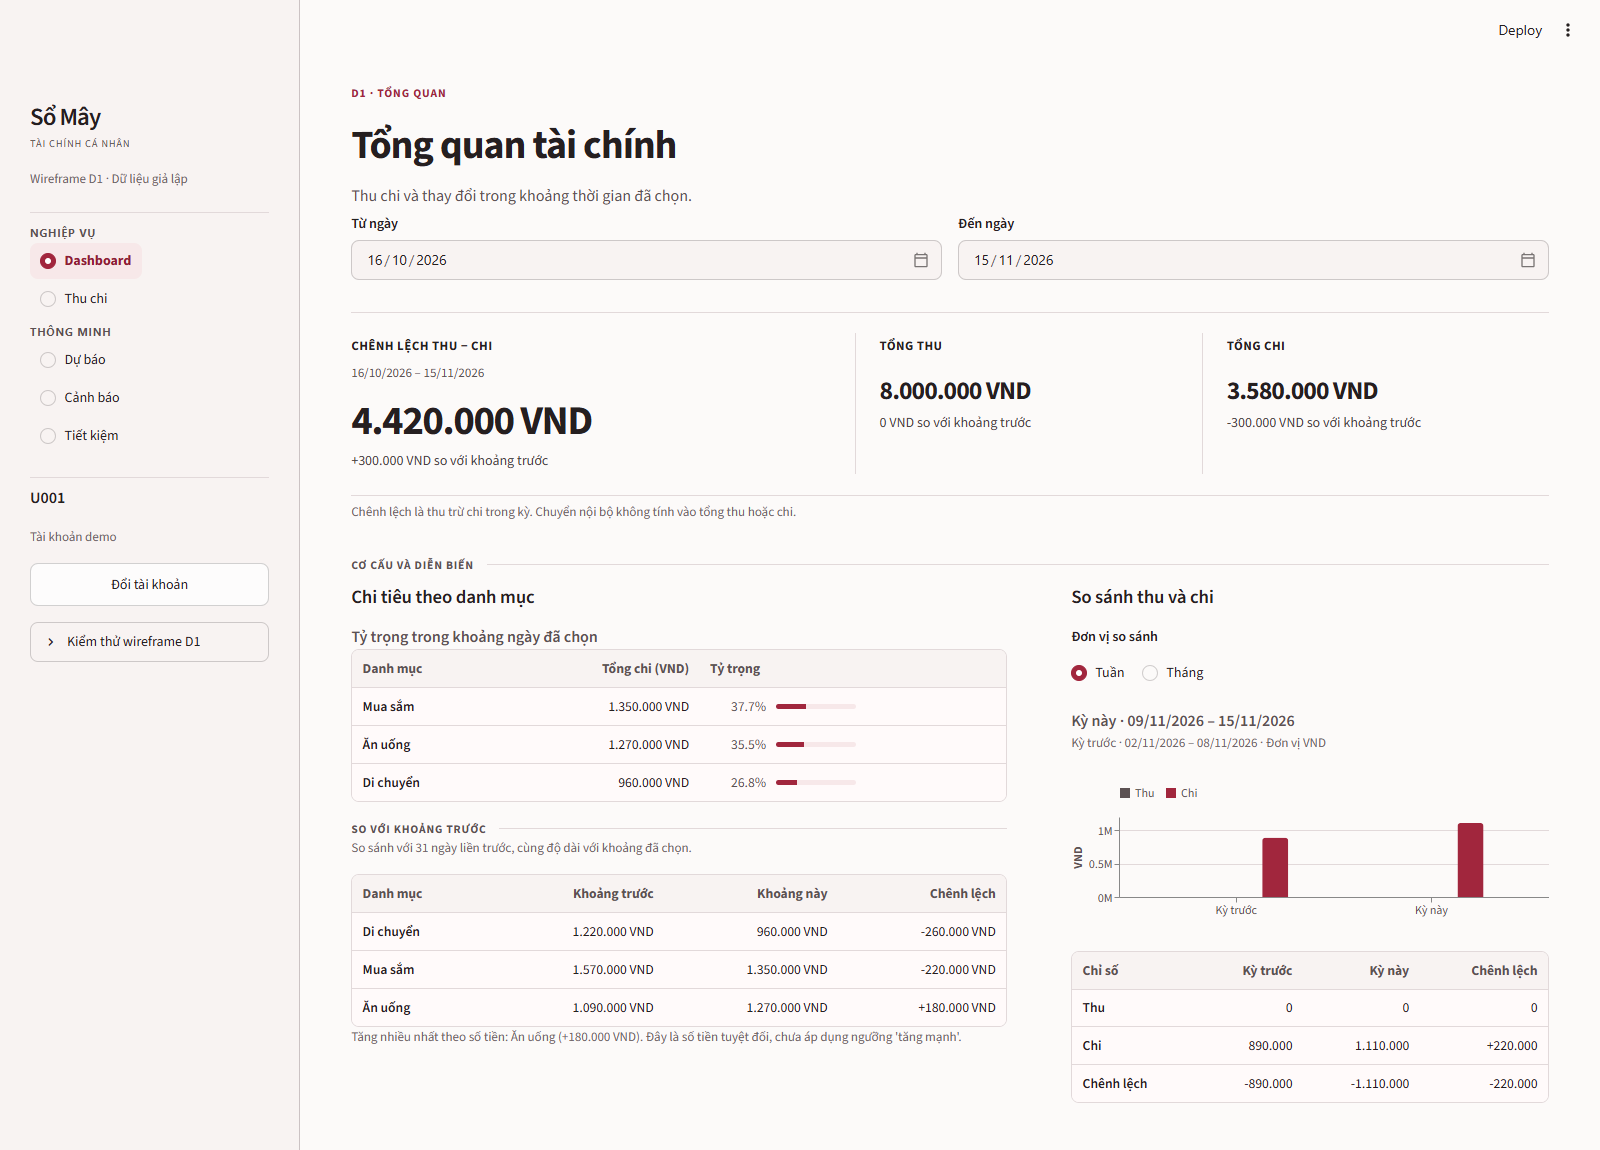 Deploy
Sổ Mây
TÀI CHÍNH CÁ NHÂN
Wireframe D1 · Dữ liệu giả lập
NGHIỆP VỤ
Dashboard
Thu chi
THÔNG MINH
Dự báo
Cảnh báo
Tiết kiệm
U001
Tài khoản demo
Đổi tài khoản
Kiểm thử wireframe D1
D1 · TỔNG QUAN
Tổng quan tài chính
Thu chi và thay đổi trong khoảng thời gian đã chọn.
Từ ngày Đến ngày
16/10/2026 15/11/2026
CHÊNH LỆCH THU – CHI
16/10/2026 – 15/11/2026
4.420.000 VND
+300.000 VND so với khoảng trước
TỔNG THU
8.000.000 VND
0 VND so với khoảng trước
TỔNG CHI
3.580.000 VND
-300.000 VND so với khoảng trước
Chênh lệch là thu trừ chi trong kỳ. Chuyển nội bộ không tính vào tổng thu hoặc chi.
CƠ CẤU VÀ DIỄN BIẾN
Chi tiêu theo danh mục
Tỷ trọng trong khoảng ngày đã chọn
Danh mục Tổng chi (VND) Tỷ trọng
Mua sắm 1.350.000 VND 37.7%
Ăn uống 1.270.000 VND 35.5%
Di chuyển 960.000 VND 26.8%
SO VỚI KHOẢNG TRƯỚC
So sánh với 31 ngày liền trước, cùng độ dài với khoảng đã chọn.
Danh mục Khoảng trước Khoảng này Chênh lệch
Di chuyển 1.220.000 VND 960.000 VND -260.000 VND
Mua sắm 1.570.000 VND 1.350.000 VND -220.000 VND
Ăn uống 1.090.000 VND 1.270.000 VND +180.000 VND
Tăng nhiều nhất theo số tiền: Ăn uống (+180.000 VND). Đây là số tiền tuyệt đối, chưa áp dụng ngưỡng 'tăng mạnh'.
So sánh thu và chi
Đơn vị so sánh
Tuần Tháng
Kỳ này · 09/11/2026 – 15/11/2026
Kỳ trước · 02/11/2026 – 08/11/2026 · Đơn vị VND
Thu Chi
VND
1M
0.5M
0M
Kỳ trước Kỳ này
Chỉ số Kỳ trước Kỳ này Chênh lệch
Thu 0 0 0
Chi 890.000 1.110.000 +220.000
Chênh lệch -890.000 -1.110.000 -220.000